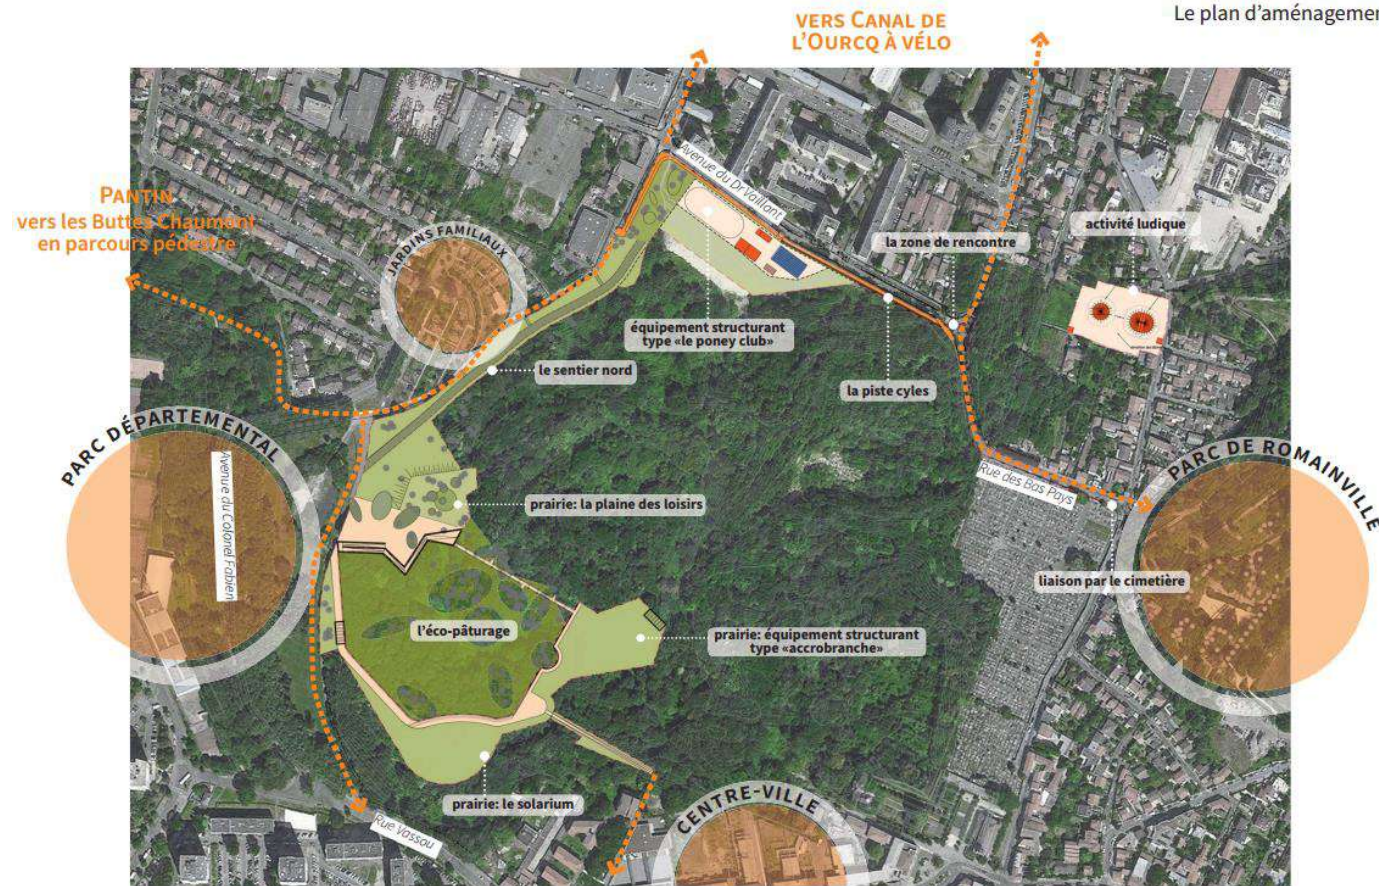 Le plan d’aménagemen
VERS CANAL DE
L’OURCQ À VÉLO
Avenue du Dr Vaillant
PANTIN
vers les Buttes Chaumont
en parcours pédestre
JARDINS FAMILIAUX
la zone de rencontre
activité ludique
équipement structurant
type «le poney club»
le sentier nord
la piste cyles
PARC DÉPARTEMENTAL
Avenue du Colonel Fabien
PARC DE ROMAINVILLE
Rue des Bas Pays
prairie: la plaine des loisirs
liaison par le cimetière
l’éco-pâturage
prairie: équipement structurant
type «accrobranche»
prairie: le solarium
CENTRE-VILLE
Rue Vassou